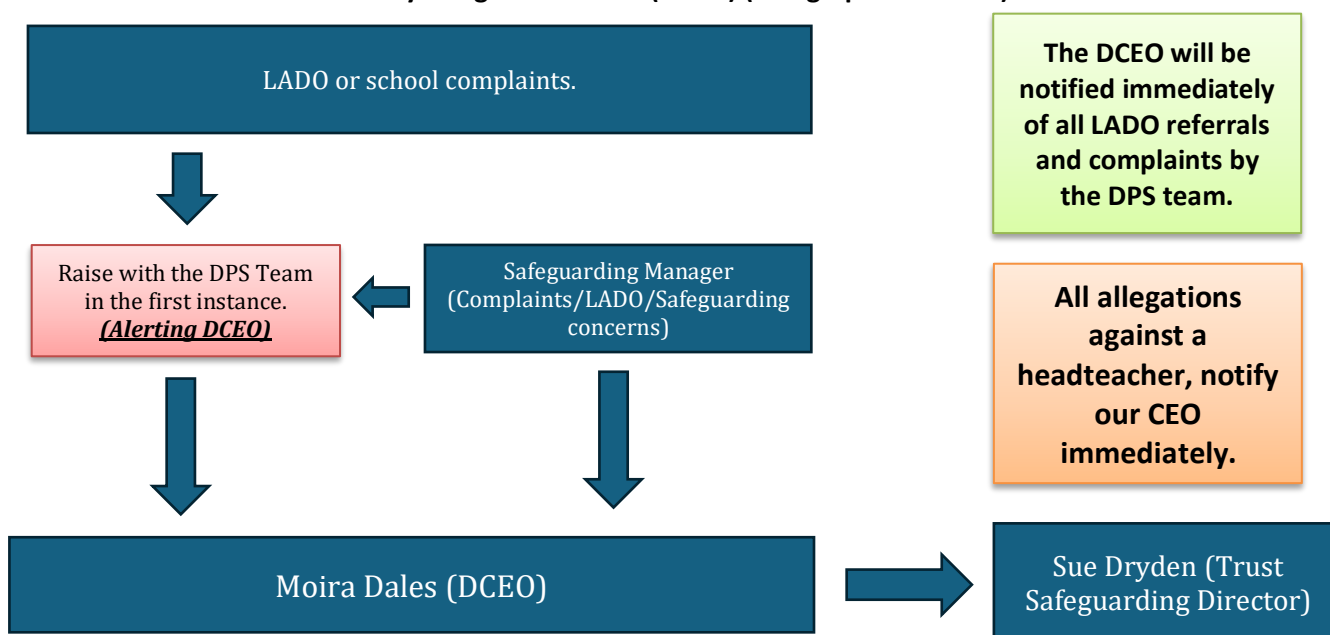 LADO or school complaints.
The DCEO will be
notified immediately
of all LADO referrals
and complaints by
the DPS team.
Raise with the DPS Team
in the first instance.
(Alerting DCEO)
Safeguarding Manager
(Complaints/LADO/Safeguarding
concerns)
All allegations
against a
headteacher, notify
our CEO
immediately.
Moira Dales (DCEO)
Sue Dryden (Trust
Safeguarding Director)